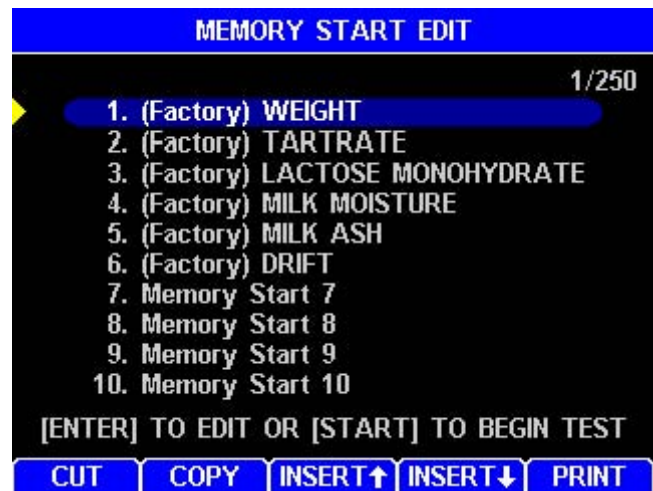 MEMORY START EDIT
1/250
1. (Factory) WEIGHT
2. (Factory) TARTRATE
3. (Factory) LACTOSE MONOHYDRATE
4. (Factory) MILK MOISTURE
5. (Factory) MILK ASH
6. (Factory) DRIFT
7. Memory Start 7
8. Memory Start 8
9. Memory Start 9
10. Memory Start 10
[ENTER] TO EDIT OR [START] TO BEGIN TEST
CUT COPY INSERT↑ INSERT↓ PRINT